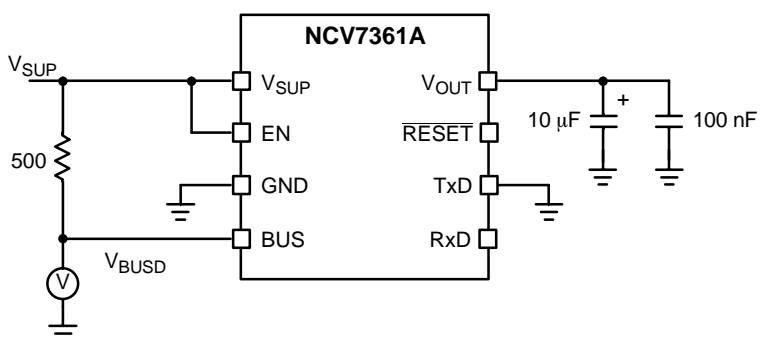 NCV7361A
V_SUP
V_SUP
V_OUT
EN
RESET
10 μF
+
100 nF
500
GND
TxD
BUS
RxD
V_BUSD
V